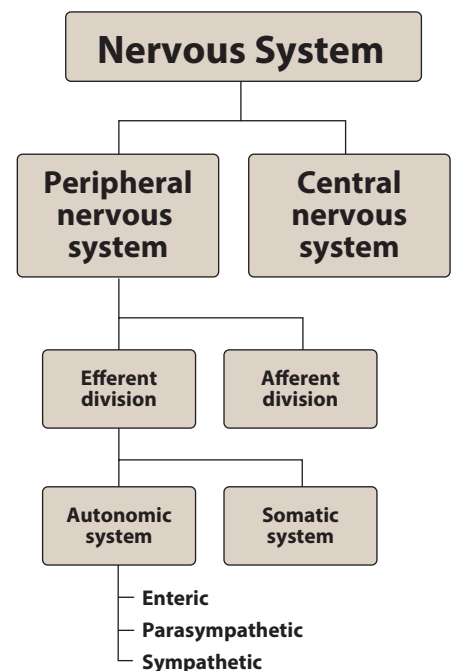 Nervous System
Peripheral
nervous
system
Central
nervous
system
Efferent
division
Afferent
division
Autonomic
system
Somatic
system
Enteric
Parasympathetic
Sympathetic